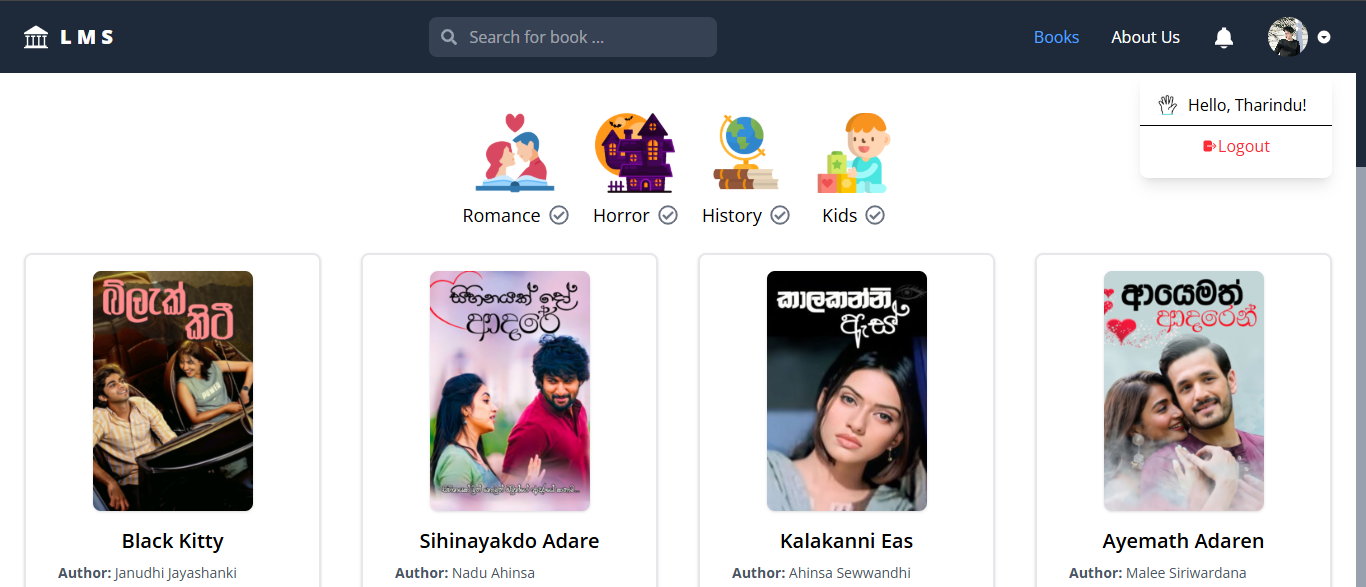 LMS
Search for book ...
Books
About Us
Hello, Tharindu!
Logout
Romance
Horror
History
Kids
බ්ලැක්
කිටී
සිහිනයක් දෝ
ආදරේ
කාලකන්නි
ඇස්
ආයෙමත්
ආදරෙන්
Black Kitty
Sihinayakdo Adare
Kalakanni Eas
Ayemath Adaren
Author: Janudhi Jayashanki
Author: Nadu Ahinsa
Author: Ahinsa Sewwandhi
Author: Malee Siriwardana